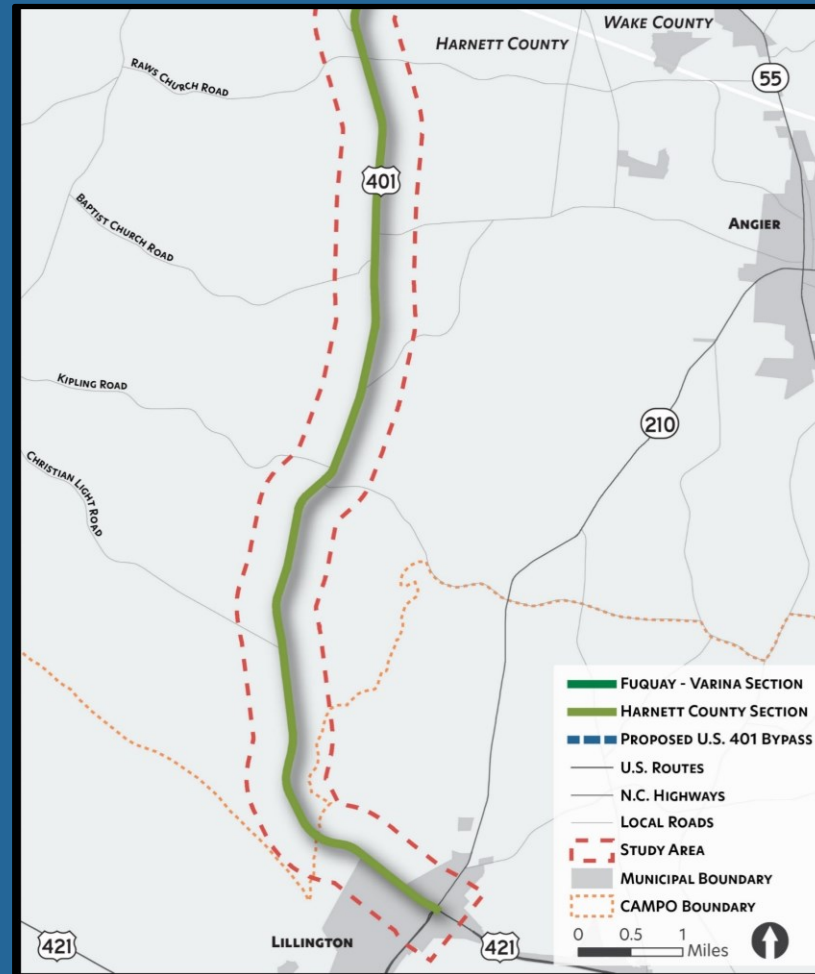 WAKE COUNTY
HARNETT COUNTY
55
RAWS CHURCH ROAD
401
BAPTIST CHURCH ROAD
ANGIER
KIPLING ROAD
210
CHRISTIAN LIGHT ROAD
FUQUAY - VARINA SECTION
HARNETT COUNTY SECTION
PROPOSED U.S. 401 BYPASS
U.S. ROUTES
N.C. HIGHWAYS
LOCAL ROADS
STUDY AREA
MUNICIPAL BOUNDARY
CAMPO BOUNDARY
0 0.5 1
Miles
421
LILLINGTON
421